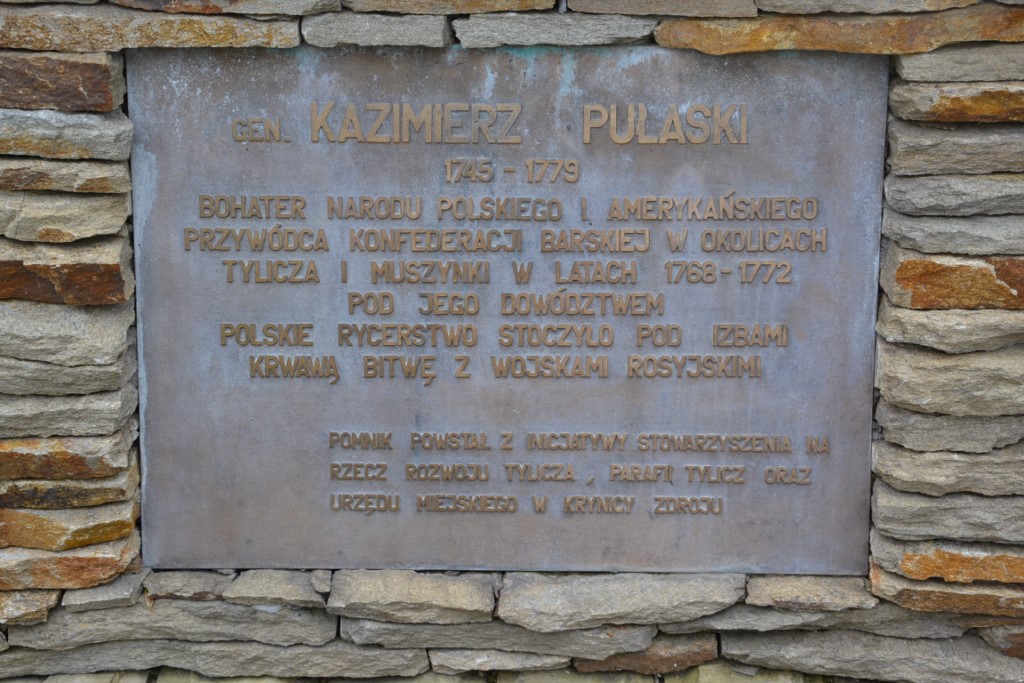 GEN. KAZIMIERZ PUŁASKI
1745 - 1779
BOHATER NARODU POLSKIEGO I AMERYKAŃSKIEGO
PRZYWÓDCA KONFEDERACJI BARSKIEJ W OKOLICACH
TYLICZA I MUSZYNKI W LATACH 1768-1772
POD JEGO DOWÓDZTWEM
POLSKIE RYCERSTWO STOCZYŁO POD IZBAMI
KRWAWĄ BITWĘ Z WOJSKAMI ROSYJSKIMI
POMNIK POWSTAŁ Z INICJATYWY STOWARZYSZENIA NA
RZECZ ROZWOJU TYLICZA , PARAFII TYLICZ ORAZ
URZĘDU MIEJSKIEGO W KRYNICY ZDROJU